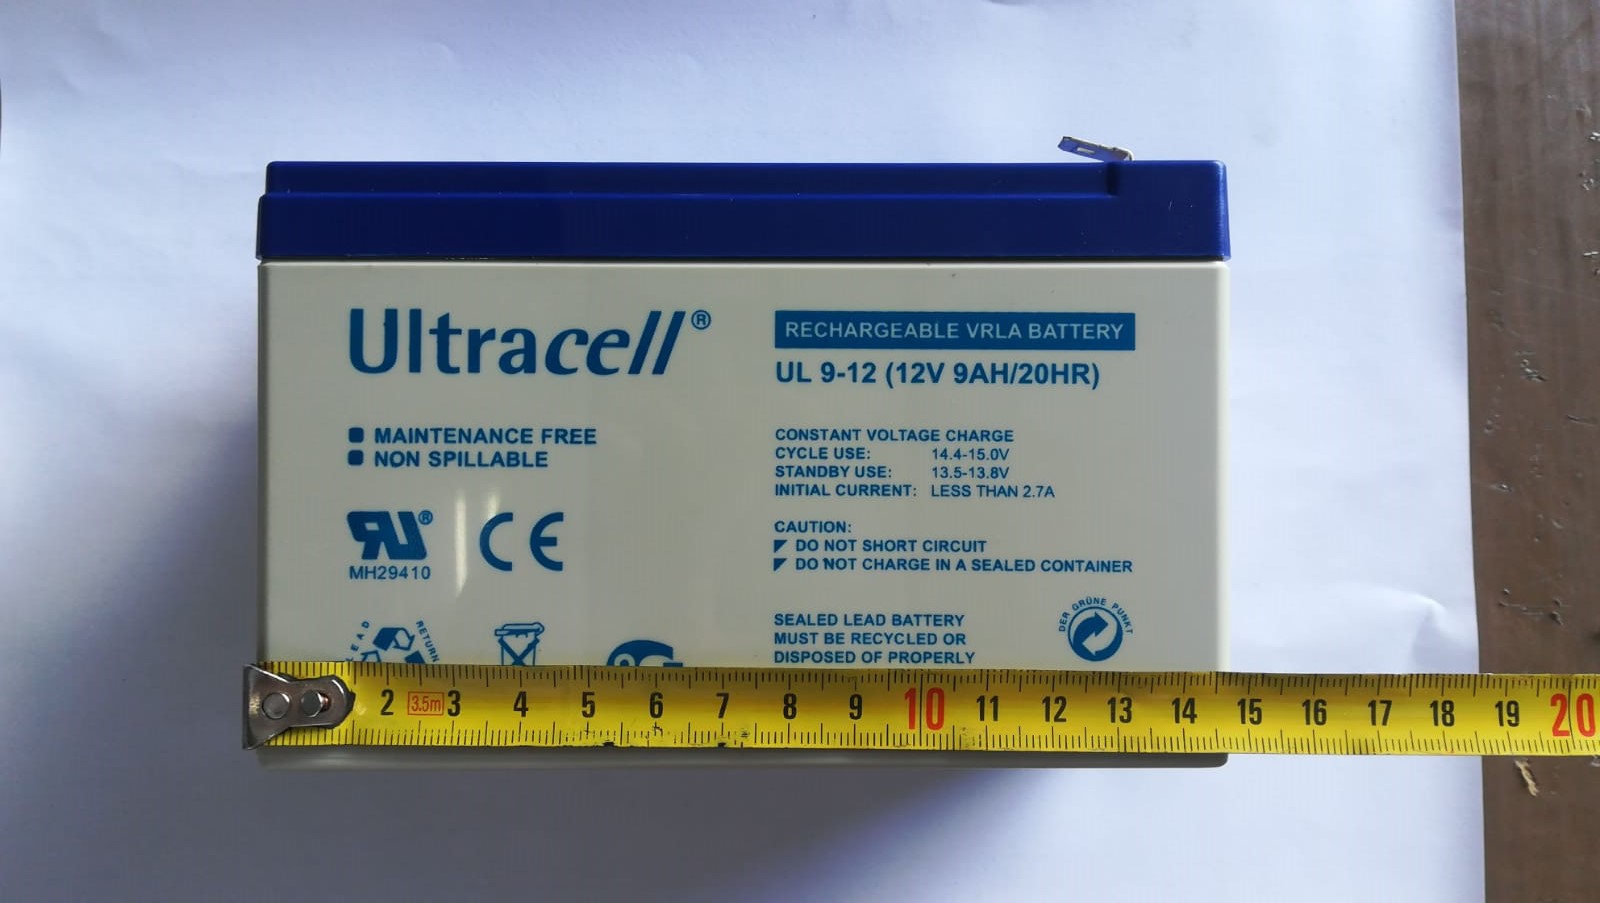 Ultracell®
RECHARGEABLE VRLA BATTERY
UL 9-12 (12V 9AH/20HR)
MAINTENANCE FREE
NON SPILLABLE
CONSTANT VOLTAGE CHARGE
CYCLE USE: 14.4-15.0V
STANDBY USE: 13.5-13.8V
INITIAL CURRENT: LESS THAN 2.7A
CE
MH29410
CAUTION:
DO NOT SHORT CIRCUIT
DO NOT CHARGE IN A SEALED CONTAINER
LEAD RETURN
SEALED LEAD BATTERY
MUST BE RECYCLED OR
DISPOSED OF PROPERLY
DER GRÜNE PUNKT
2 3.5m 3 4 5 6 7 8 9 10 11 12 13 14 15 16 17 18 19 20